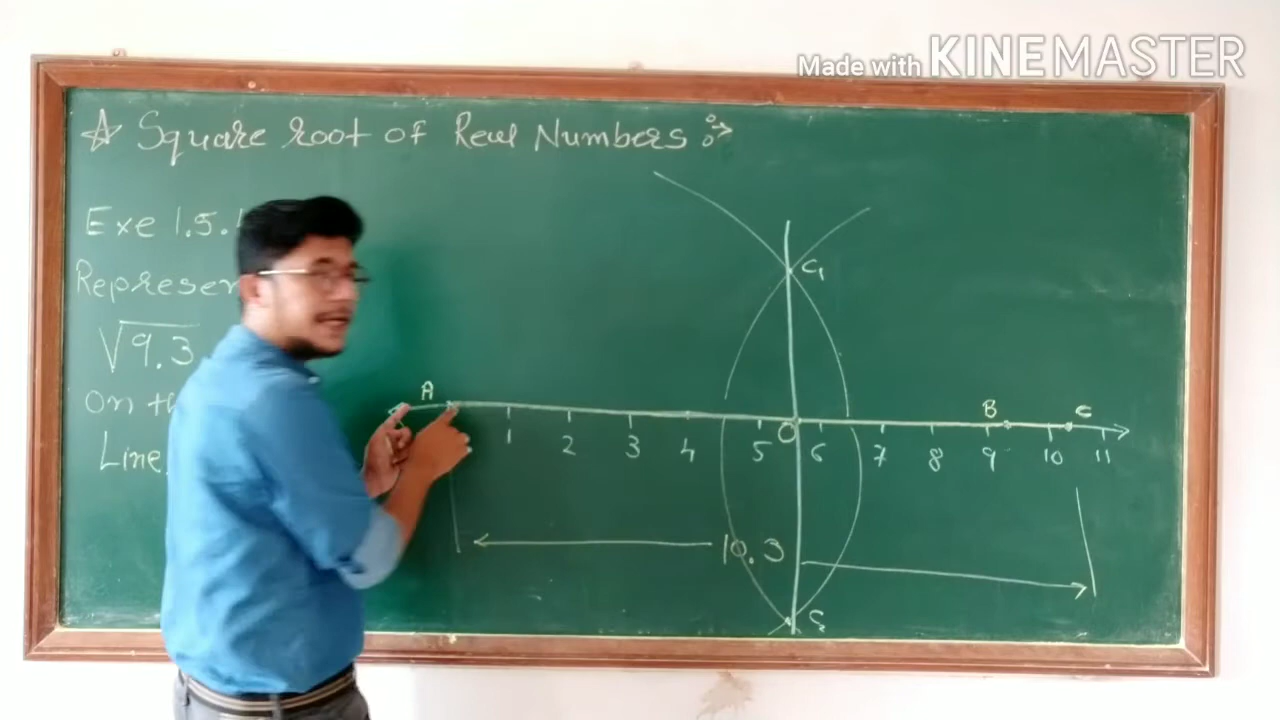 Made with KINEMASTER
☆ Square root of Real Numbers :->
Exe 1.5.
Represen
√9.3
on th
Line
C1
A
B
C
O
1 2 3 4 5 6 7 8 9 10 11
10.3
C2